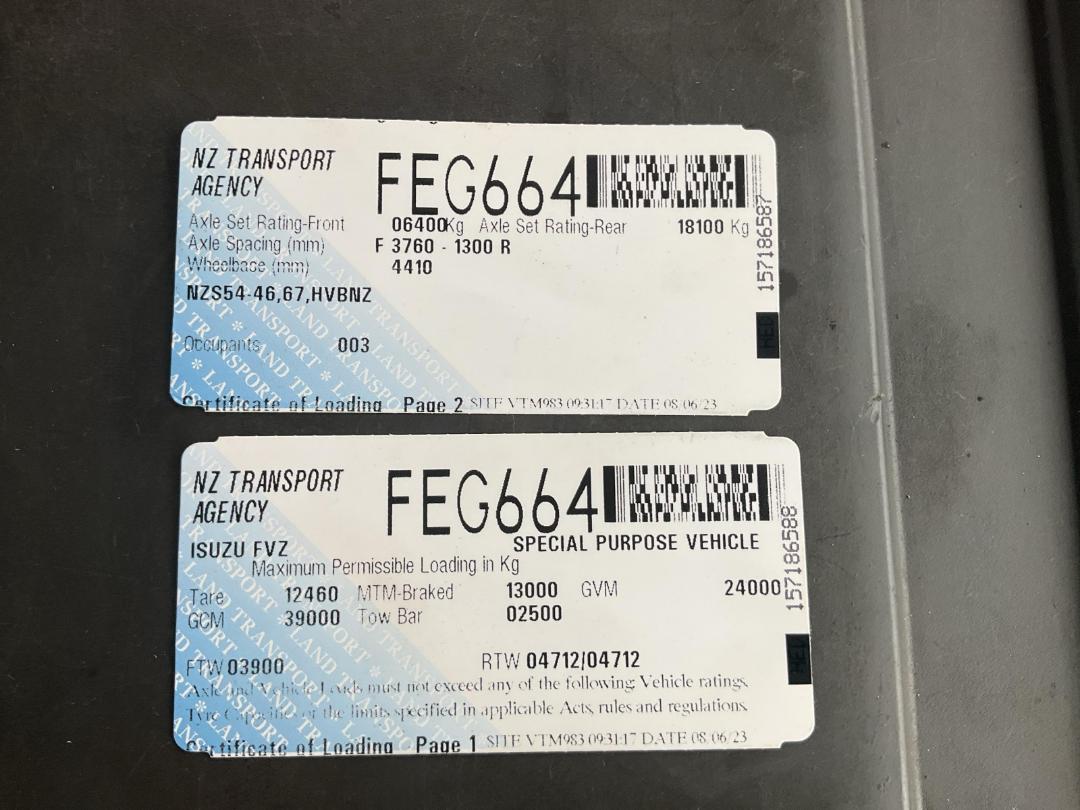 NZ TRANSPORT
AGENCY
FEG664
Axle Set Rating-Front 06400Kg Axle Set Rating-Rear 18100 Kg
Axle Spacing (mm) F 3760 - 1300 R
Wheelbase (mm) 4410
NZS54-46,67,HVBNZ
Occupants 003
Certificate of Loading Page 2 SITE VTM983 09:31:17 DATE 08/06/23
157186587
NZ TRANSPORT
AGENCY
FEG664
ISUZU FVZ SPECIAL PURPOSE VEHICLE
Maximum Permissible Loading in Kg
Tare 12460 MTM-Braked 13000 GVM 24000
GCM 39000 Tow Bar 02500
FTW 03900 RTW 04712/04712
Axle and Vehicle Loads must not exceed any of the following: Vehicle ratings,
Tyre Capacities or the limits specified in applicable Acts, rules and regulations.
Certificate of Loading Page 1 SITE VTM983 09:31:17 DATE 08/06/23
157186588